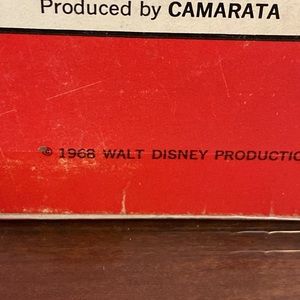 Produced by CAMARATA
© 1968 WALT DISNEY PRODUCTIO